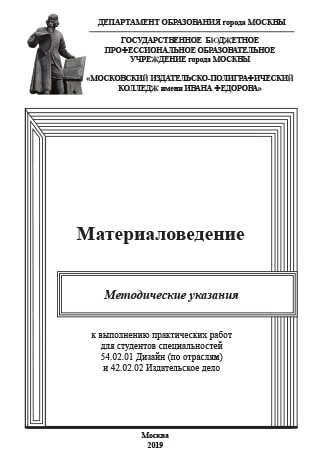 ДЕПАРТАМЕНТ ОБРАЗОВАНИЯ города МОСКВЫ
ГОСУДАРСТВЕННОЕ БЮДЖЕТНОЕ
ПРОФЕССИОНАЛЬНОЕ ОБРАЗОВАТЕЛЬНОЕ
УЧРЕЖДЕНИЕ города МОСКВЫ
«МОСКОВСКИЙ ИЗДАТЕЛЬСКО-ПОЛИГРАФИЧЕСКИЙ
КОЛЛЕДЖ имени ИВАНА ФЕДОРОВА»
Материаловедение
Методические указания
к выполнению практических работ
для студентов специальностей
54.02.01 Дизайн (по отраслям)
и 42.02.02 Издательское дело
Москва
2019